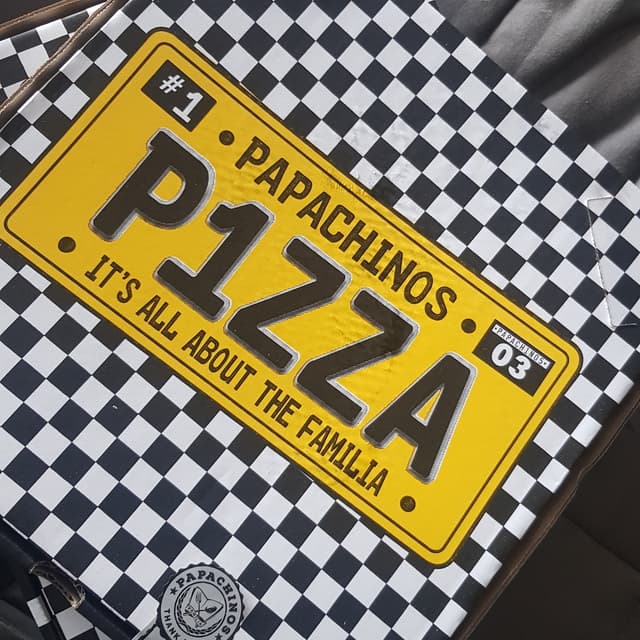 #1
PAPACHINOS
P1ZZA
PAPACHINOS
03
IT'S ALL ABOUT THE FAMILIA
PAPACHINOS